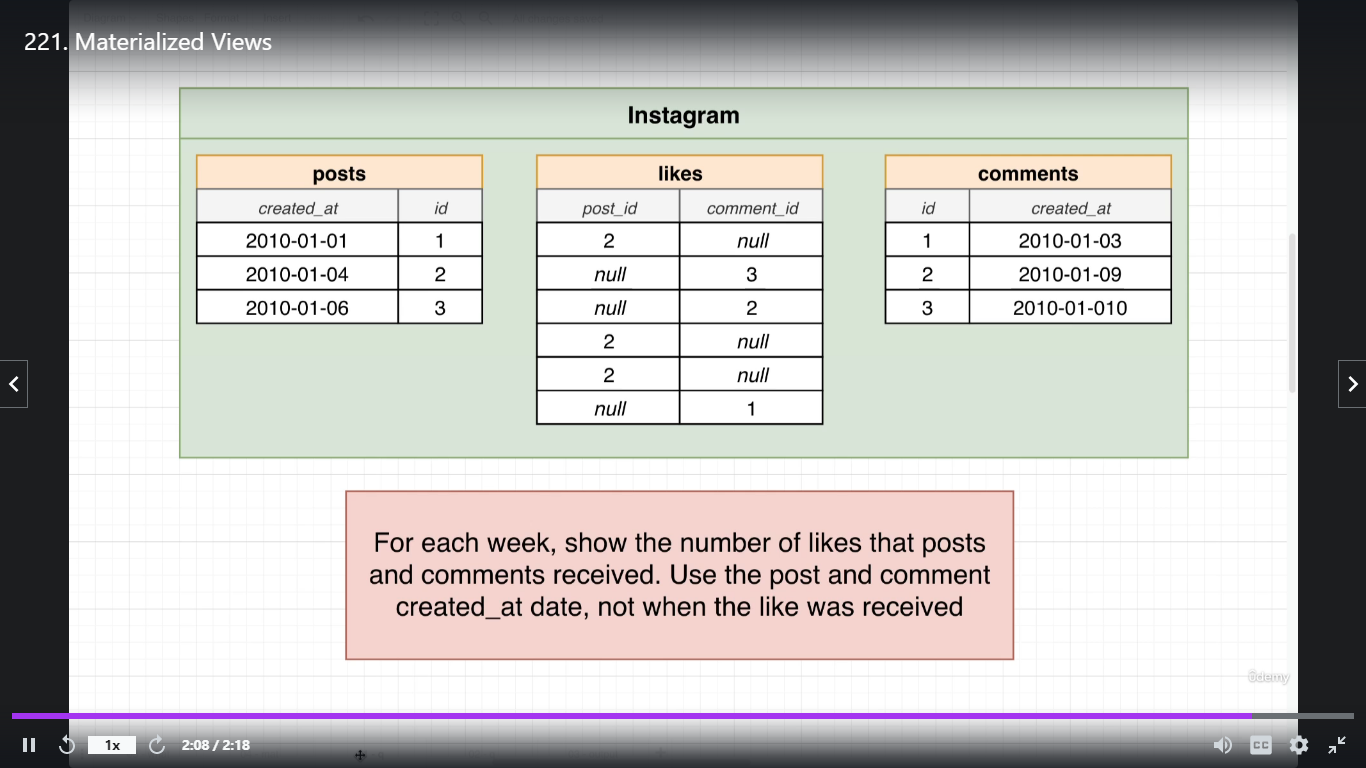 221. Materialized Views
Instagram
posts
created_at id
2010-01-01 1
2010-01-04 2
2010-01-06 3
likes
post_id comment_id
2 null
null 3
null 2
2 null
2 null
null 1
comments
id created_at
1 2010-01-03
2 2010-01-09
3 2010-01-010
For each week, show the number of likes that posts
and comments received. Use the post and comment
created_at date, not when the like was received
ûdemy
1x
2:08 / 2:18
CC